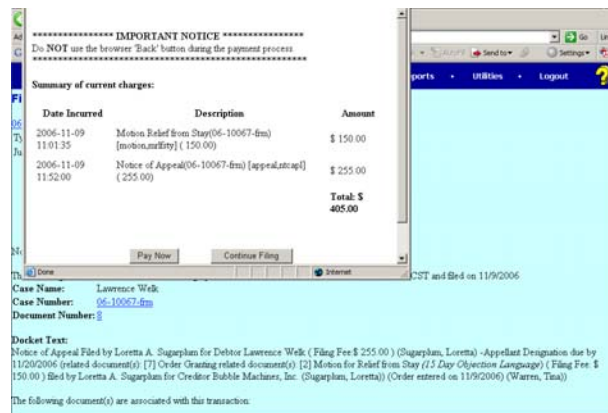 ***************** IMPORTANT NOTICE *****************
Do NOT use the browser 'Back' button during the payment process
Summary of current charges:
Date Incurred Description Amount
2006-11-09 11:01:35 Motion Relief from Stay(06-10067-frm) [motion,mrlfsty] ( 150.00) $ 150.00
2006-11-09 11:52:00 Notice of Appeal(06-10067-frm) [appeal,ntcapl] ( 255.00) $ 255.00
Total: $ 405.00
Pay Now Continue Filing
Done Internet
Go
Send to Settings
ports • Utilities • Logout ?
Fi
CST and filed on 11/9/2006
Case Name: Lawrence Welk
Case Number: 06-10067-frm
Document Number: 8
Docket Text:
Notice of Appeal Filed by Loretta A. Sugarplum for Debtor Lawrence Welk ( Filing Fee $ 255.00 ) (Sugarplum, Loretta) -Appellant Designation due by
11/20/2006 (related document(s): [7] Order Granting related document(s): [2] Motion for Relief from Stay (15 Day Objection Language) ( Filing Fee: $
150.00 ) filed by Loretta A. Sugarplum for Creditor Bubble Machines, Inc. (Sugarplum, Loretta)) (Order entered on 11/9/2006) (Warren, Tina))
The following document(s) are associated with this transaction: